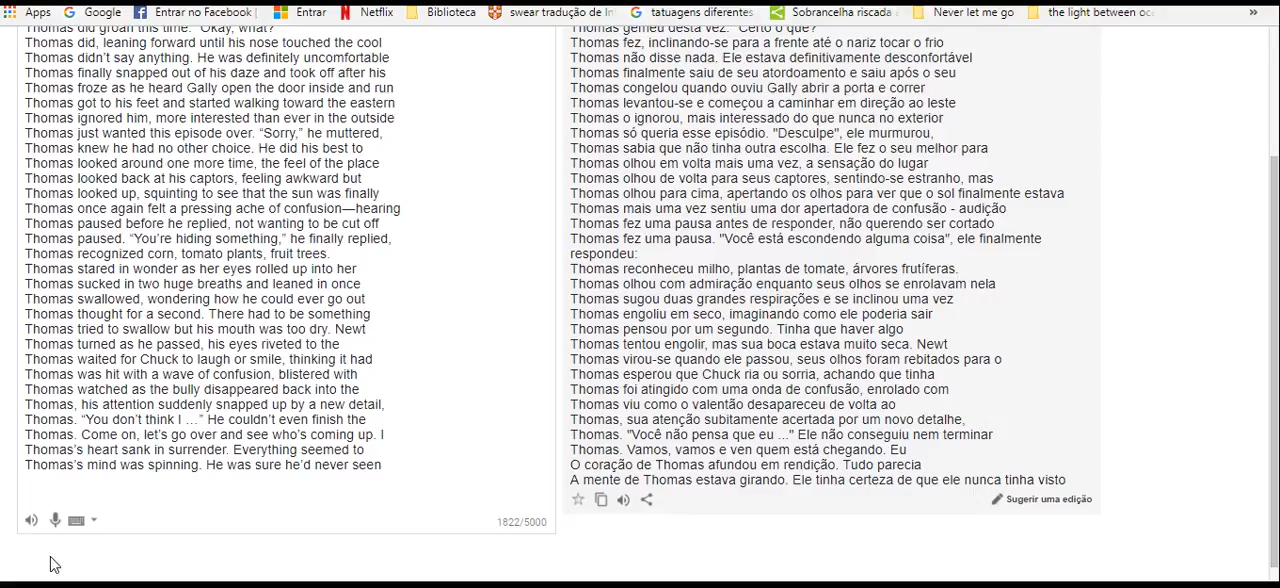 Apps Google Entrar no Facebook Entrar Netflix Biblioteca swear tradução de In tatuagens diferentes Sobrancelha riscada Never let me go the light between oce »
Thomas did groan this time. "Okay, what?
Thomas did, leaning forward until his nose touched the cool
Thomas didn't say anything. He was definitely uncomfortable
Thomas finally snapped out of his daze and took off after his
Thomas froze as he heard Gally open the door inside and run
Thomas got to his feet and started walking toward the eastern
Thomas ignored him, more interested than ever in the outside
Thomas just wanted this episode over. “Sorry,” he muttered,
Thomas knew he had no other choice. He did his best to
Thomas looked around one more time, the feel of the place
Thomas looked back at his captors, feeling awkward but
Thomas looked up, squinting to see that the sun was finally
Thomas once again felt a pressing ache of confusion—hearing
Thomas paused before he replied, not wanting to be cut off
Thomas paused. “You’re hiding something,” he finally replied,
Thomas recognized corn, tomato plants, fruit trees.
Thomas stared in wonder as her eyes rolled up into her
Thomas sucked in two huge breaths and leaned in once
Thomas swallowed, wondering how he could ever go out
Thomas thought for a second. There had to be something
Thomas tried to swallow but his mouth was too dry. Newt
Thomas turned as he passed, his eyes riveted to the
Thomas waited for Chuck to laugh or smile, thinking it had
Thomas was hit with a wave of confusion, blistered with
Thomas watched as the bully disappeared back into the
Thomas, his attention suddenly snapped up by a new detail,
Thomas. “You don’t think I …” He couldn’t even finish the
Thomas. Come on, let’s go over and see who’s coming up. I
Thomas’s heart sank in surrender. Everything seemed to
Thomas’s mind was spinning. He was sure he’d never seen
1822/5000
Thomas gemeu desta vez. "Certo o quê?
Thomas fez, inclinando-se para a frente até o nariz tocar o frio
Thomas não disse nada. Ele estava definitivamente desconfortável
Thomas finalmente saiu de seu atordoamento e saiu após o seu
Thomas congelou quando ouviu Gally abrir a porta e correr
Thomas levantou-se e começou a caminhar em direção ao leste
Thomas o ignorou, mais interessado do que nunca no exterior
Thomas só queria esse episódio. "Desculpe", ele murmurou,
Thomas sabia que não tinha outra escolha. Ele fez o seu melhor para
Thomas olhou em volta mais uma vez, a sensação do lugar
Thomas olhou de volta para seus captores, sentindo-se estranho, mas
Thomas olhou para cima, apertando os olhos para ver que o sol finalmente estava
Thomas mais uma vez sentiu uma dor apertadora de confusão - audição
Thomas fez uma pausa antes de responder, não querendo ser cortado
Thomas fez uma pausa. "Você está escondendo alguma coisa", ele finalmente
respondeu:
Thomas reconheceu milho, plantas de tomate, árvores frutíferas.
Thomas olhou com admiração enquanto seus olhos se enrolavam nela
Thomas sugou duas grandes respirações e se inclinou uma vez
Thomas engoliu em seco, imaginando como ele poderia sair
Thomas pensou por um segundo. Tinha que haver algo
Thomas tentou engolir, mas sua boca estava muito seca. Newt
Thomas virou-se quando ele passou, seus olhos foram rebitados para o
Thomas esperou que Chuck ria ou sorria, achando que tinha
Thomas foi atingido com uma onda de confusão, enrolado com
Thomas viu como o valentão desapareceu de volta ao
Thomas, sua atenção subitamente acertada por um novo detalhe,
Thomas. "Você não pensa que eu ..." Ele não conseguiu nem terminar
Thomas. Vamos, vamos e ven quem está chegando. Eu
O coração de Thomas afundou em rendição. Tudo parecia
A mente de Thomas estava girando. Ele tinha certeza de que ele nunca tinha visto
Sugerir uma edição